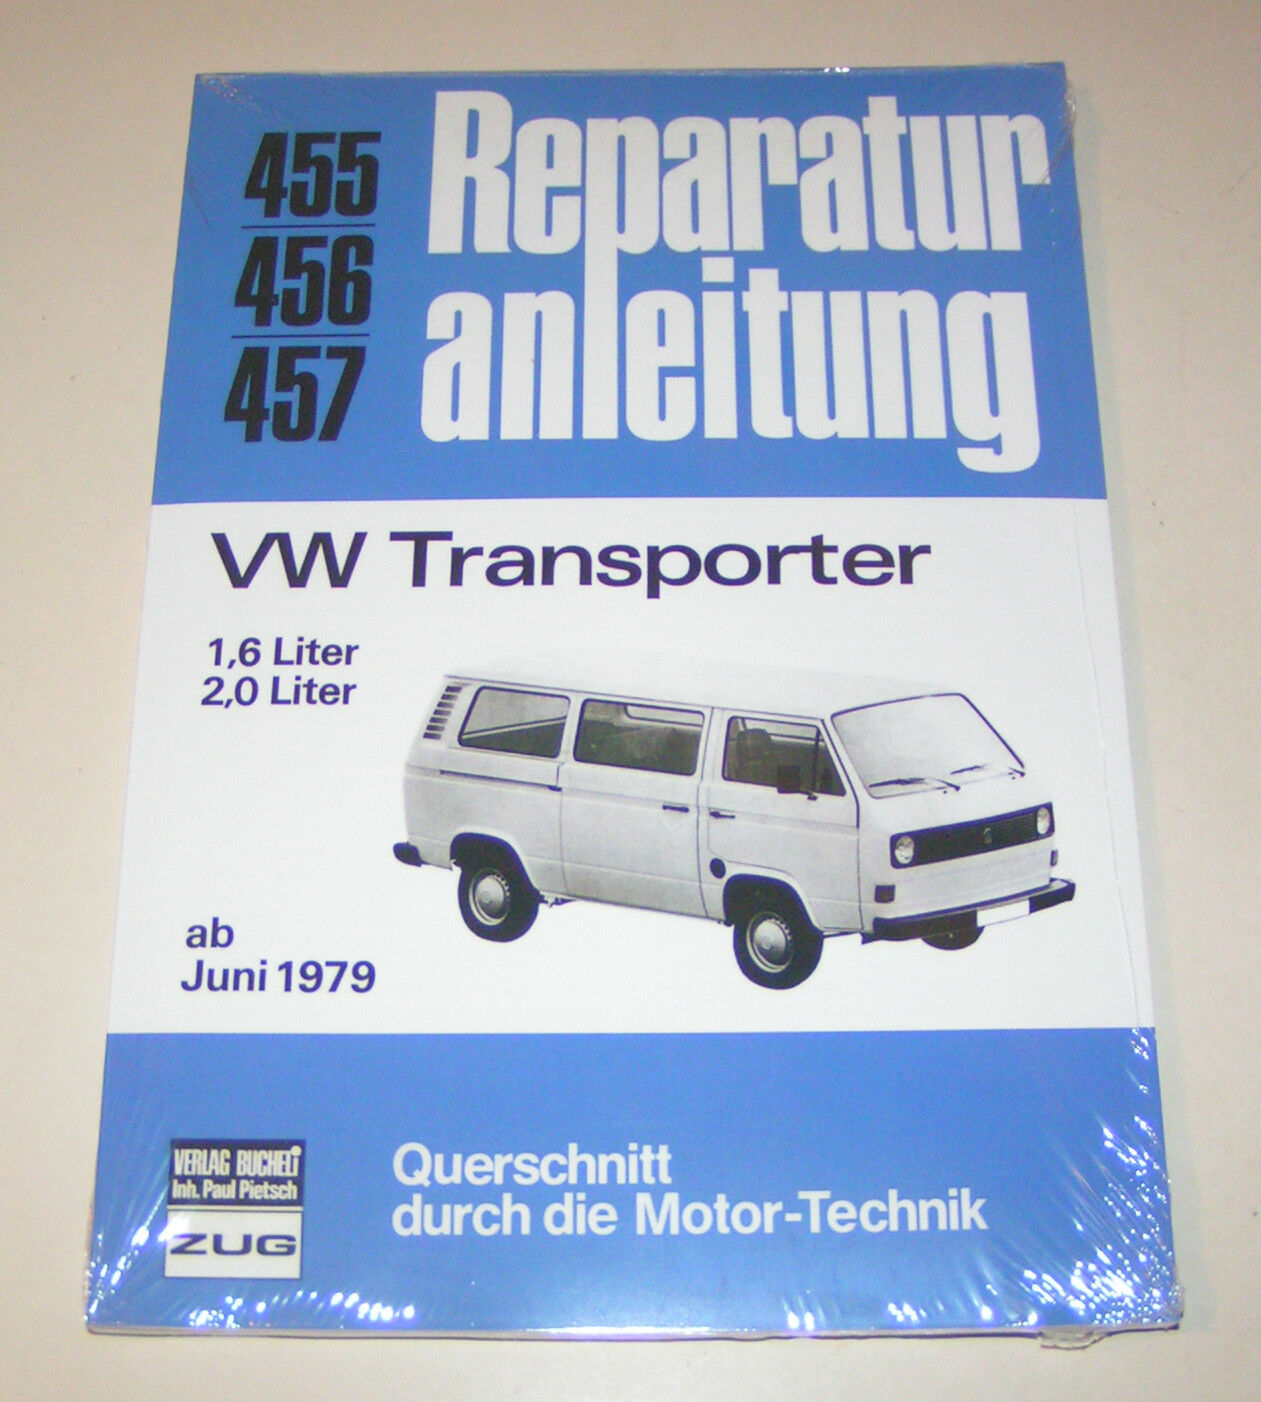 455
456
457
Reparatur
anleitung
VW Transporter
1,6 Liter
2,0 Liter
ab
Juni 1979
VERLAG BUCHELI
Inh. Paul Pietsch
ZUG
Querschnitt
durch die Motor-Technik